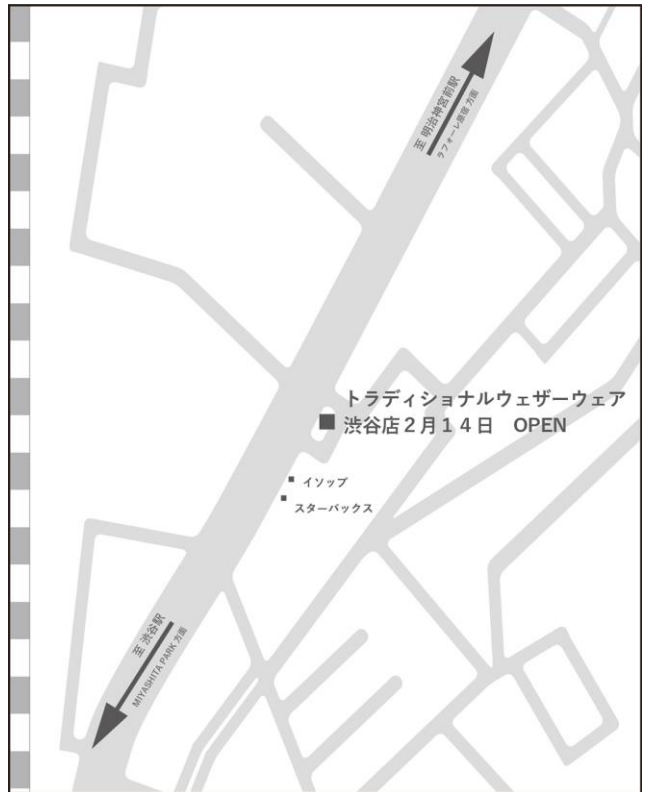 至 明治神宮前駅
ラフォーレ原宿 方面
トラディショナルウェザーウェア
渋谷店２月１４日　OPEN
イソップ
スターバックス
至 渋谷駅
MIYASHITA PARK 方面